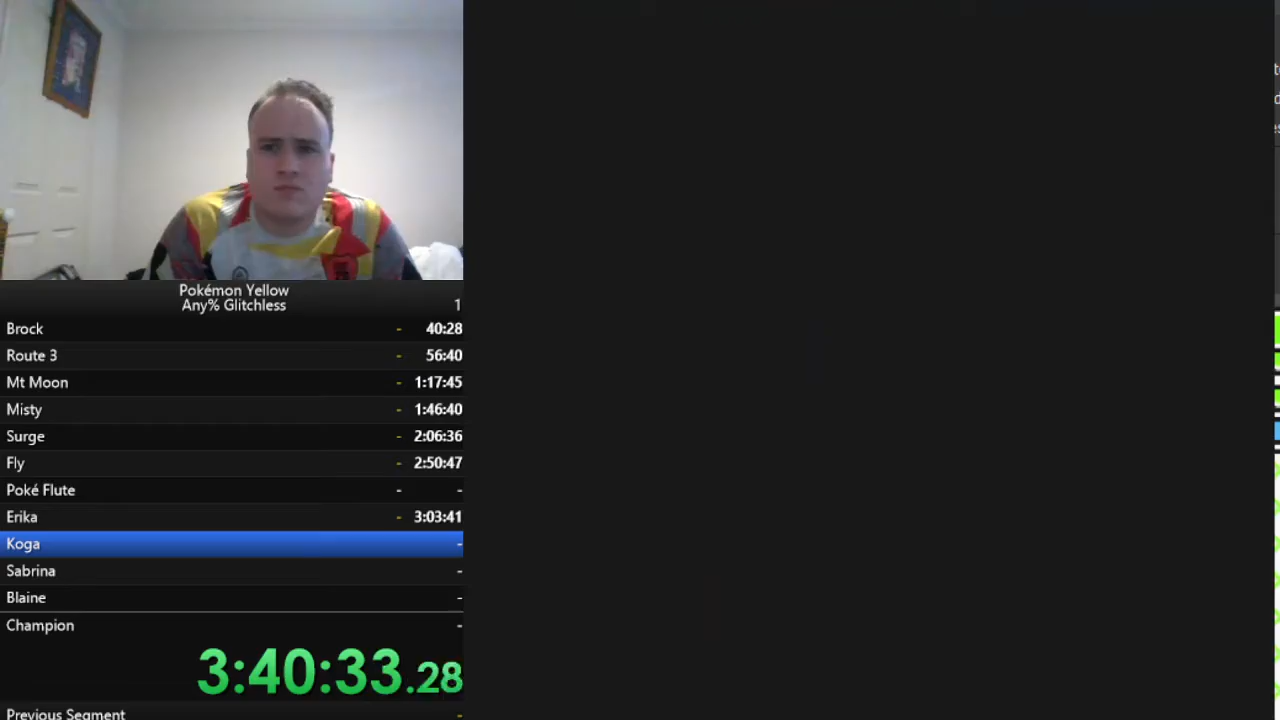 Pokémon Yellow
Any% Glitchless 1
Brock - 40:28
Route 3 - 56:40
Mt Moon - 1:17:45
Misty - 1:46:40
Surge - 2:06:36
Fly - 2:50:47
Poké Flute - -
Erika - 3:03:41
Koga -
Sabrina -
Blaine -
Champion -
3:40:33.28
Previous Segment -